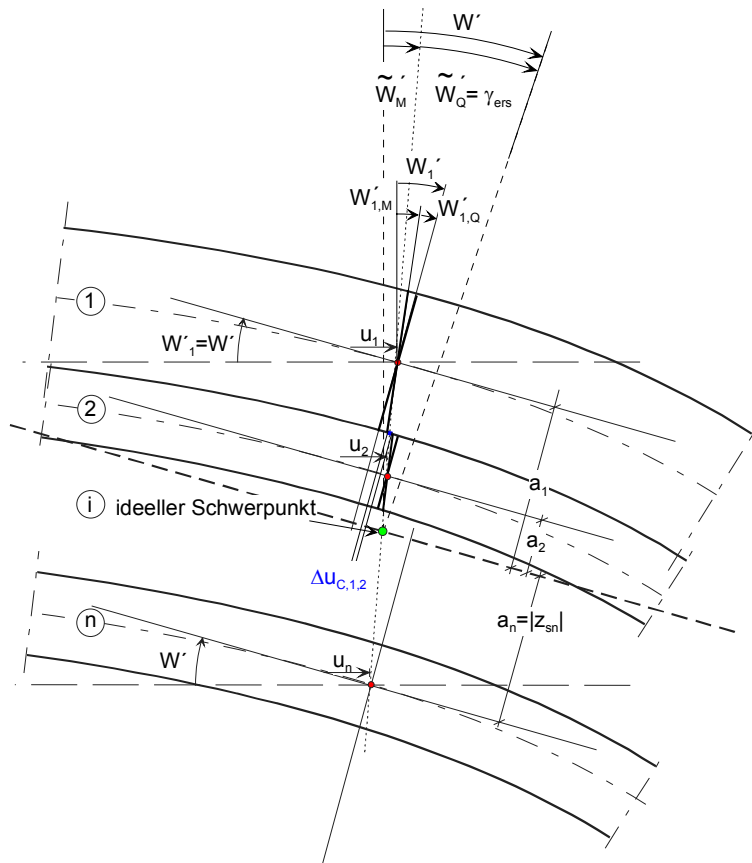 W´
W̃´M W̃´Q= γers
W1´
W´1,M W´1,Q
1
W´1=W´
u1
2
u2
a1
i ideeller Schwerpunkt
a2
ΔuC,1,2
an=|zsn|
n
W´
un